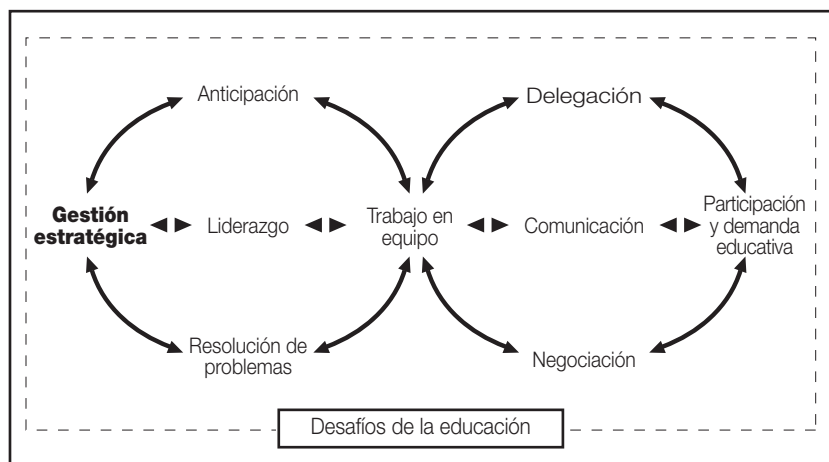 Anticipación
Delegación
Gestión
estratégica
Liderazgo
Trabajo en
equipo
Comunicación
Participación
y demanda
educativa
Resolución de
problemas
Negociación
Desafíos de la educación